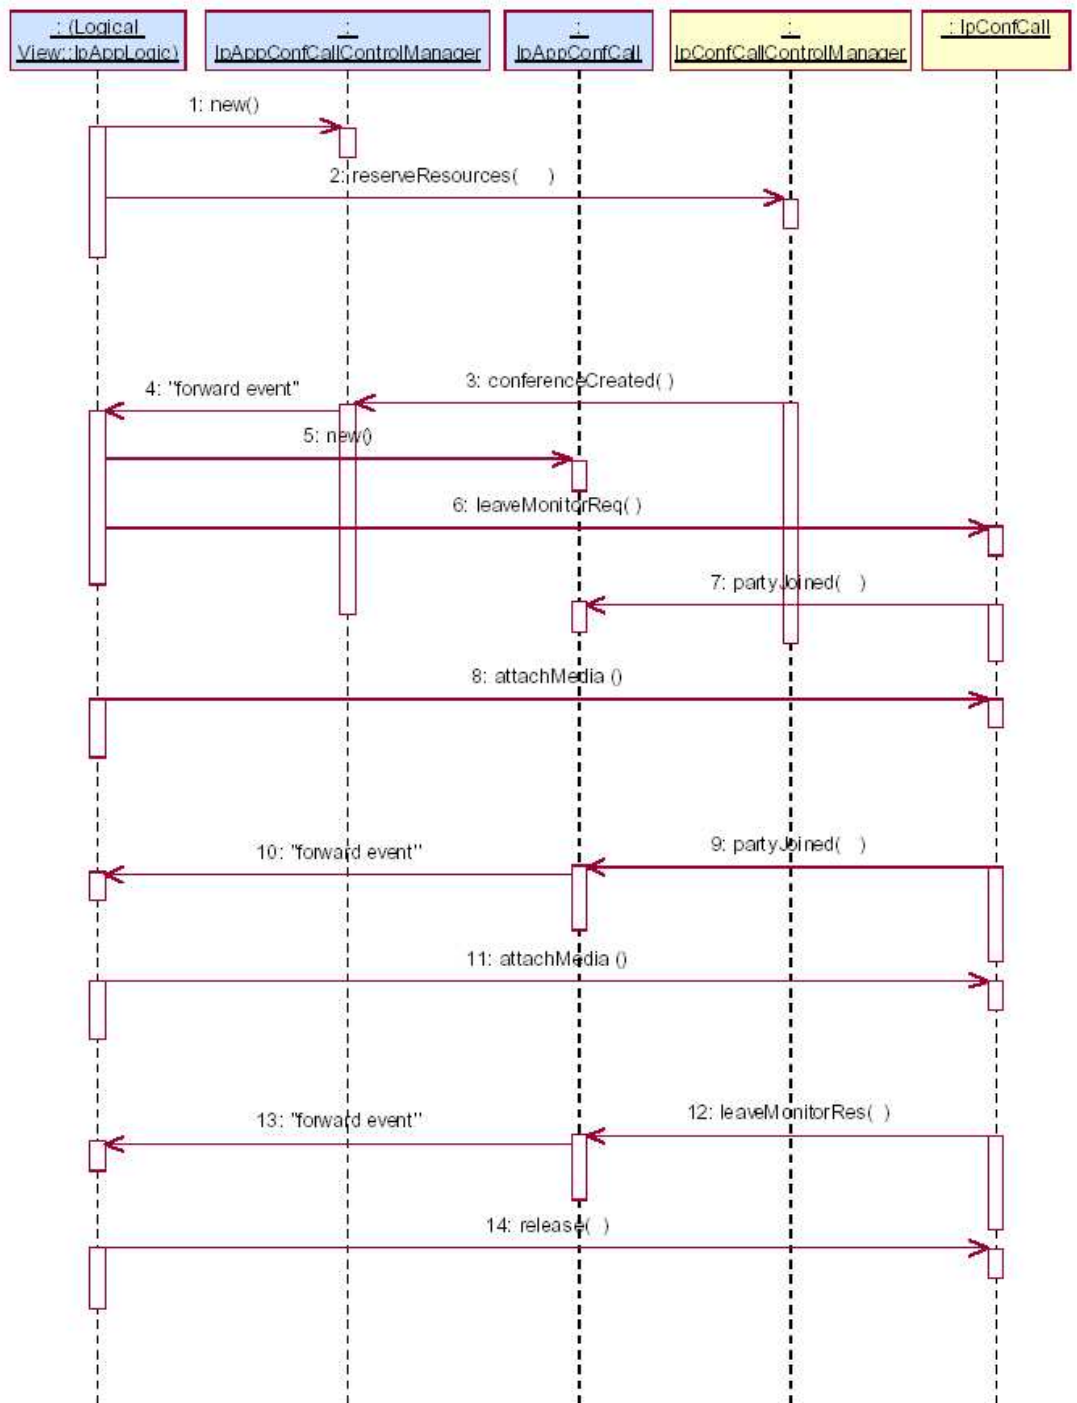 : (Logical
View::IpAppLogic)
:
IpAppConfCallControlManager
:
IpAppConfCall
:
IpConfCallControlManager
: IpConfCall
1: new()
2: reserveResources( )
3: conferenceCreated( )
4: "forward event"
5: new()
6: leaveMonitorReq( )
7: partyJoined( )
8: attachMedia ()
9: partyJoined( )
10: "forward event"
11: attachMedia ()
12: leaveMonitorRes( )
13: "forward event"
14: release( )